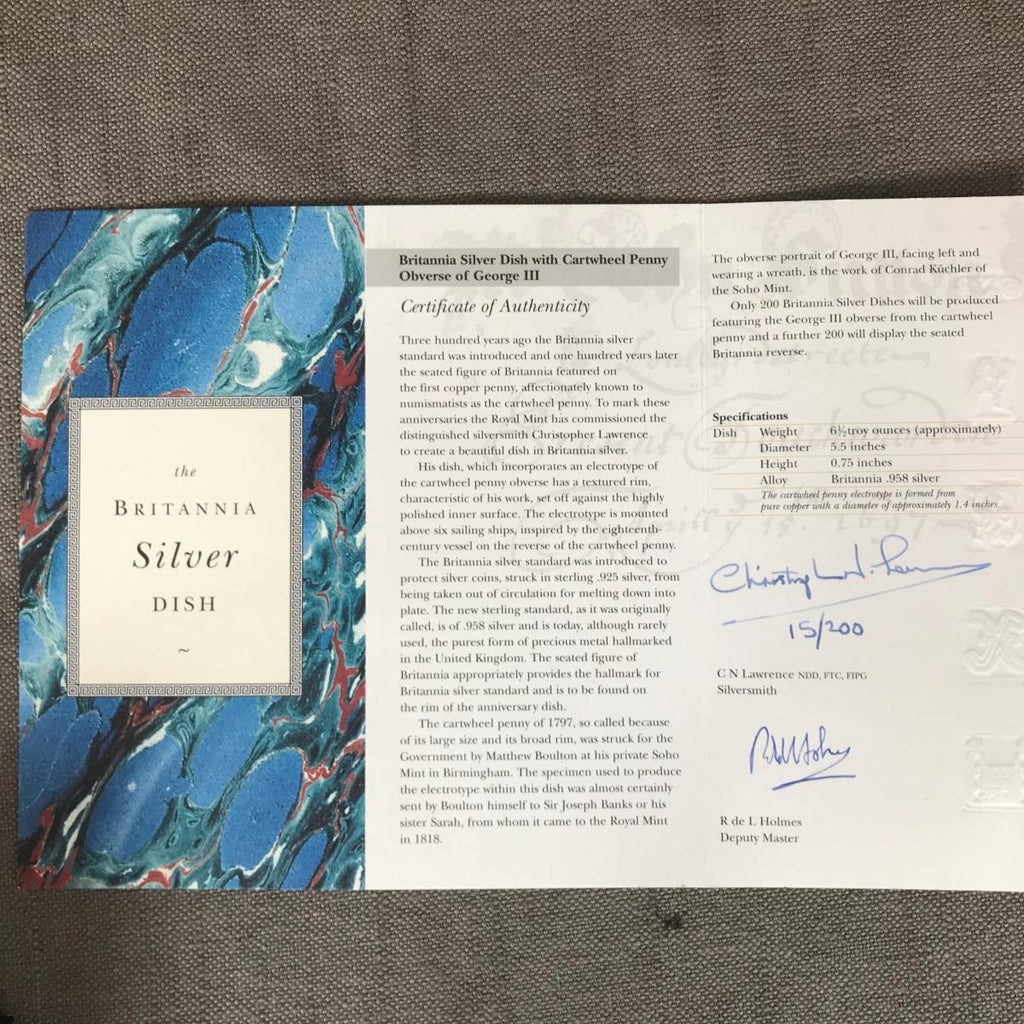 the
BRITANNIA
Silver
DISH
~
Britannia Silver Dish with Cartwheel Penny
Obverse of George III
Certificate of Authenticity
Three hundred years ago the Britannia silver
standard was introduced and one hundred years later
the seated figure of Britannia featured on
the first copper penny, affectionately known to
numismatists as the cartwheel penny. To mark these
anniversaries the Royal Mint has commissioned the
distinguished silversmith Christopher Lawrence
to create a beautiful dish in Britannia silver.
His dish, which incorporates an electrotype of
the cartwheel penny obverse has a textured rim,
characteristic of his work, set off against the highly
polished inner surface. The electrotype is mounted
above six sailing ships, inspired by the eighteenth-
century vessel on the reverse of the cartwheel penny.
The Britannia silver standard was introduced to
protect silver coins, struck in sterling .925 silver, from
being taken out of circulation for melting down into
plate. The new sterling standard, as it was originally
called, is of .958 silver and is today, although rarely
used, the purest form of precious metal hallmarked
in the United Kingdom. The seated figure of
Britannia appropriately provides the hallmark for
Britannia silver standard and is to be found on
the rim of the anniversary dish.
The cartwheel penny of 1797, so called because
of its large size and its broad rim, was struck for the
Government by Matthew Boulton at his private Soho
Mint in Birmingham. The specimen used to produce
the electrotype within this dish was almost certainly
sent by Boulton himself to Sir Joseph Banks or his
sister Sarah, from whom it came to the Royal Mint
in 1818.
The obverse portrait of George III, facing left and
wearing a wreath, is the work of Conrad Küchler of
the Soho Mint.
Only 200 Britannia Silver Dishes will be produced
featuring the George III obverse from the cartwheel
penny and a further 200 will display the seated
Britannia reverse.
Specifications
Dish Weight 6½troy ounces (approximately)
Diameter 5.5 inches
Height 0.75 inches
Alloy Britannia .958 silver
The cartwheel penny electrotype is formed from
pure copper with a diameter of approximately 1.4 inches.
15/200
C N Lawrence NDD, FTC, FIPG
Silversmith
R de L Holmes
Deputy Master